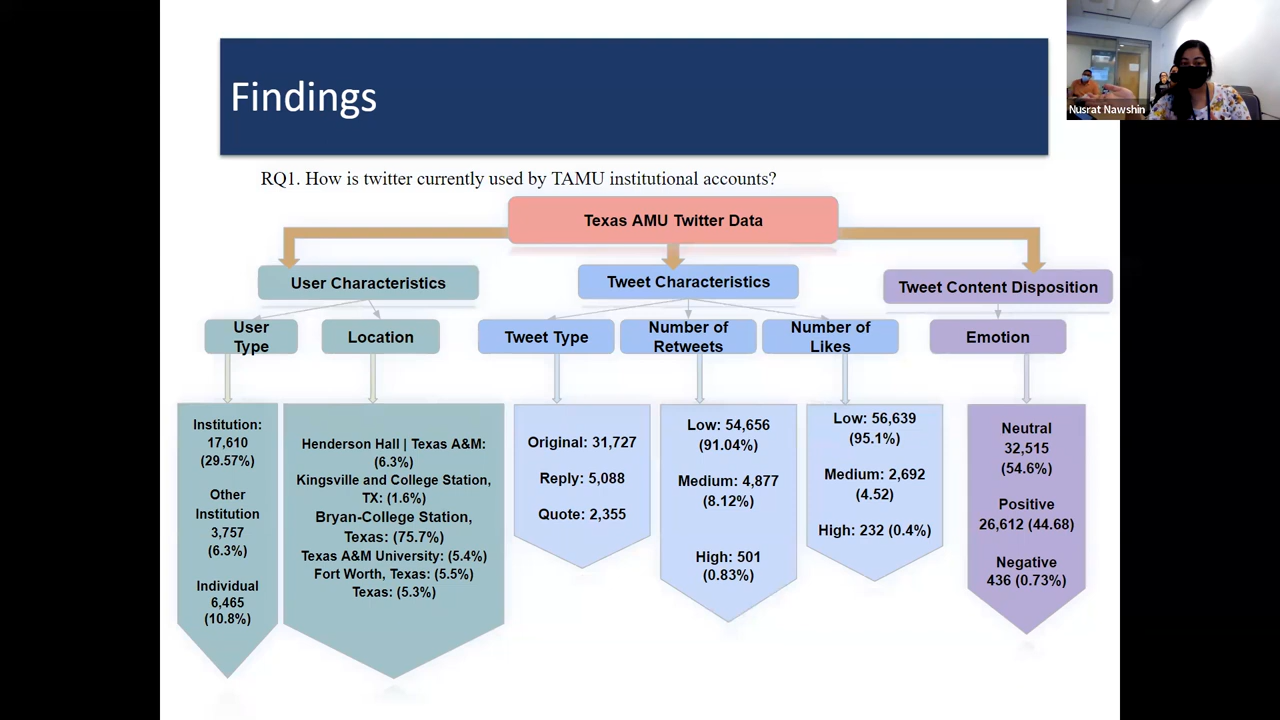 Findings
Nusrat Nawshin
RQ1. How is twitter currently used by TAMU institutional accounts?
Texas AMU Twitter Data
User Characteristics
Tweet Characteristics
Tweet Content Disposition
User
Type
Location
Tweet Type
Number of
Retweets
Number of
Likes
Emotion
Institution:
17,610
(29.57%)
Other
Institution
3,757
(6.3%)
Individual
6,465
(10.8%)
Henderson Hall | Texas A&M:
(6.3%)
Kingsville and College Station,
TX: (1.6%)
Bryan-College Station,
Texas: (75.7%)
Texas A&M University: (5.4%)
Fort Worth, Texas: (5.5%)
Texas: (5.3%)
Original: 31,727
Reply: 5,088
Quote: 2,355
Low: 54,656
(91.04%)
Medium: 4,877
(8.12%)
High: 501
(0.83%)
Low: 56,639
(95.1%)
Medium: 2,692
(4.52)
High: 232 (0.4%)
Neutral
32,515
(54.6%)
Positive
26,612 (44.68)
Negative
436 (0.73%)